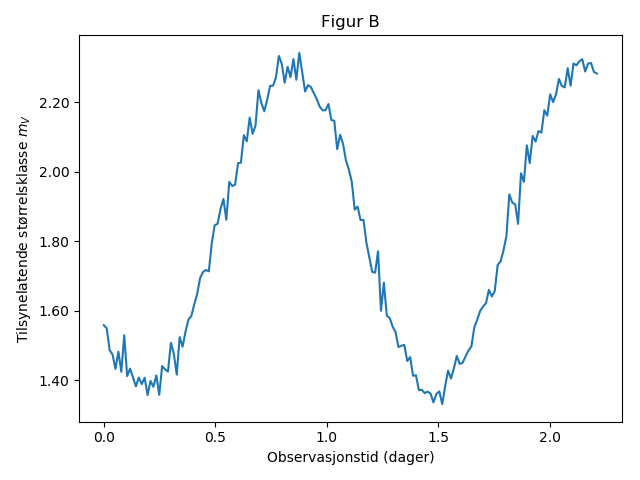 Figur B
Tilsynelatende størrelsklasse $m_V$
2.20
2.00
1.80
1.60
1.40
0.0 0.5 1.0 1.5 2.0
Observasjonstid (dager)